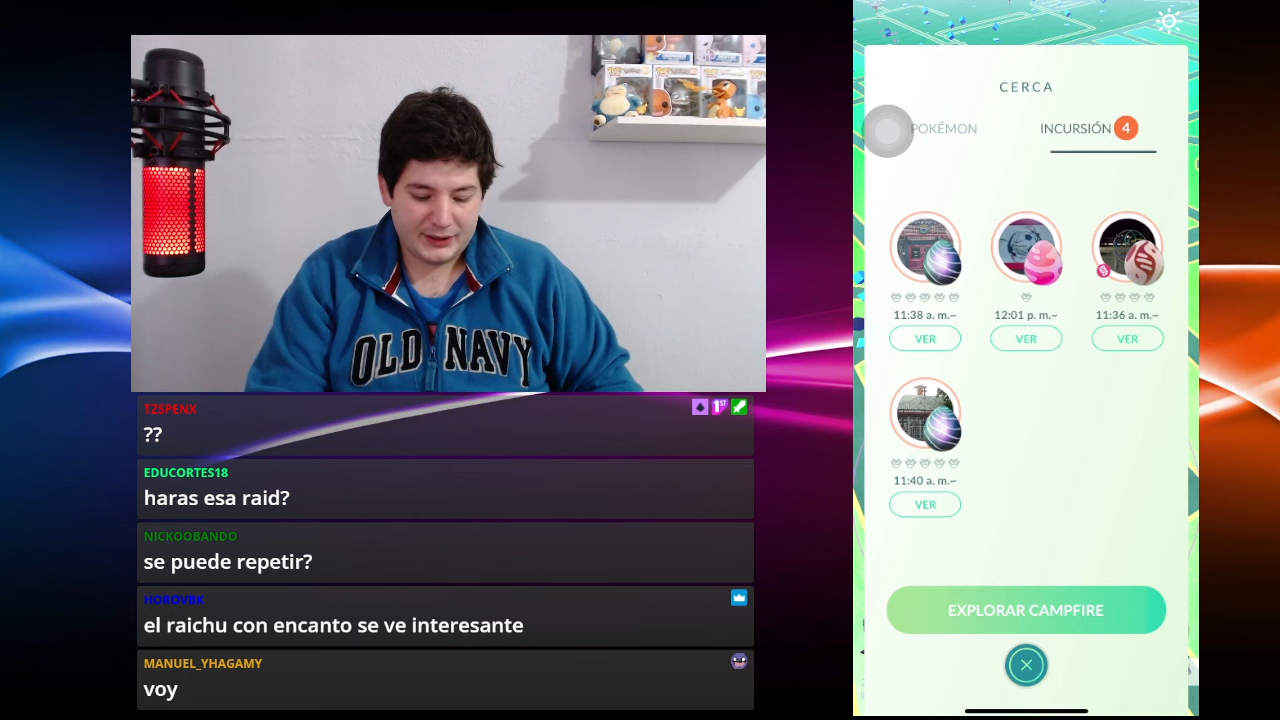 OLD NAVY
T2SPENX
1ST
??
EDUCORTES18
haras esa raid?
NICKOOBANDO
se puede repetir?
HOROVBK
el raichu con encanto se ve interesante
MANUEL_YHAGAMY
voy
CERCA
POKÉMON
INCURSIÓN 4
11:38 a. m.~
12:01 p. m.~
11:36 a. m.~
VER
VER
VER
11:40 a. m.~
VER
EXPLORAR CAMPFIRE